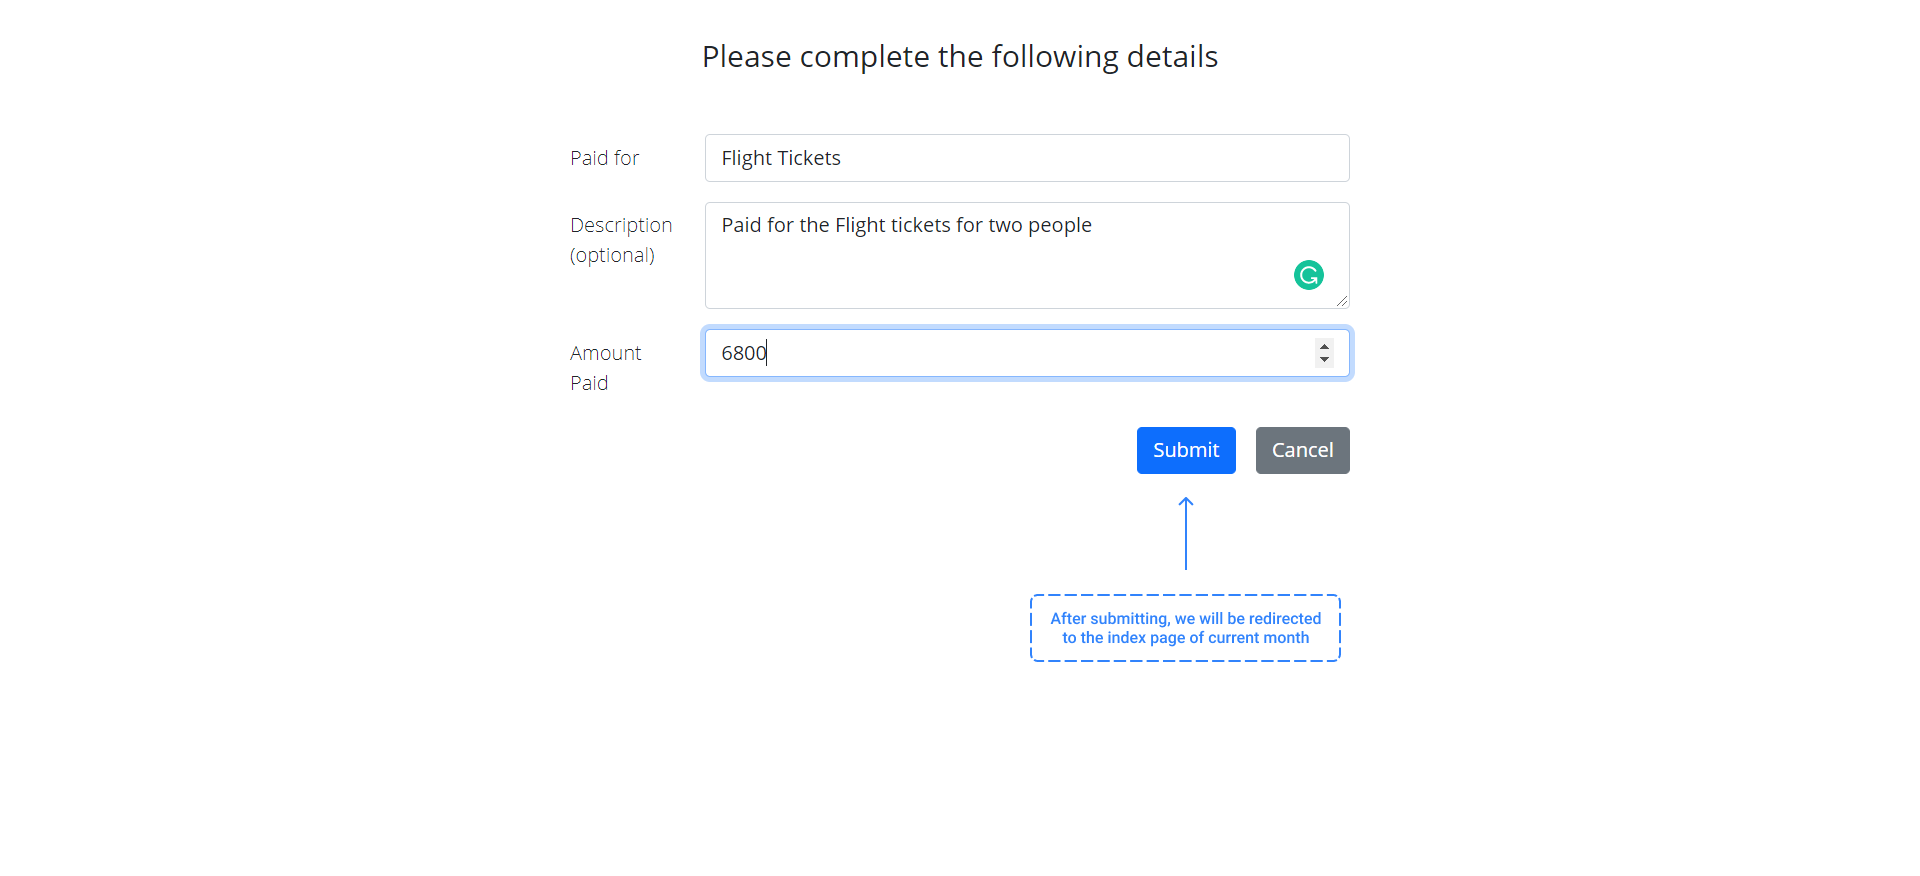 Please complete the following details
Paid for
Flight Tickets
Description
(optional)
Paid for the Flight tickets for two people
Amount
Paid
6800
Submit
Cancel
After submitting, we will be redirected
to the index page of current month